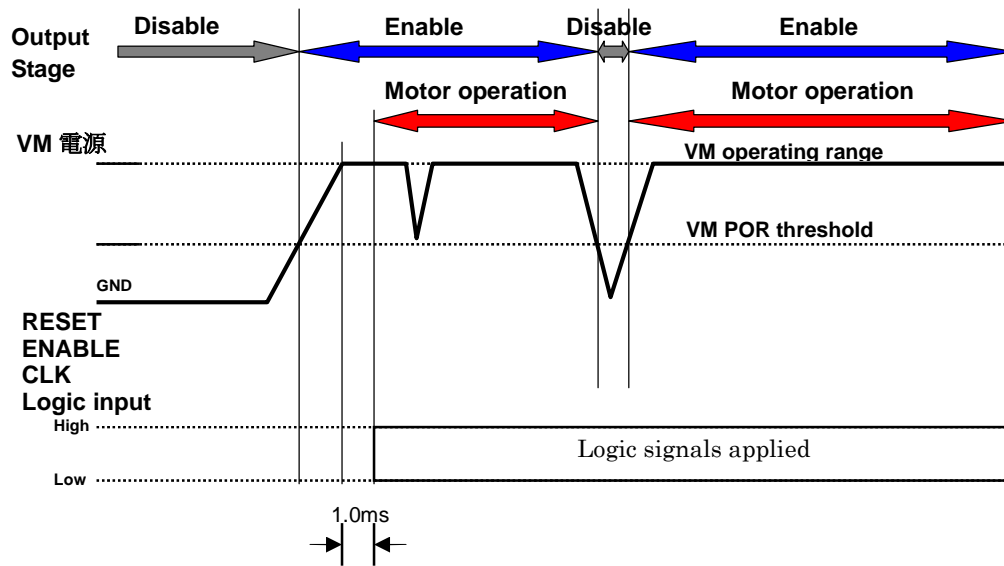 Disable
Enable
Disable
Enable
Output
Stage
Motor operation
Motor operation
VM 電源
VM operating range
VM POR threshold
GND
RESET
ENABLE
CLK
Logic input
High
Logic signals applied
Low
1.0ms